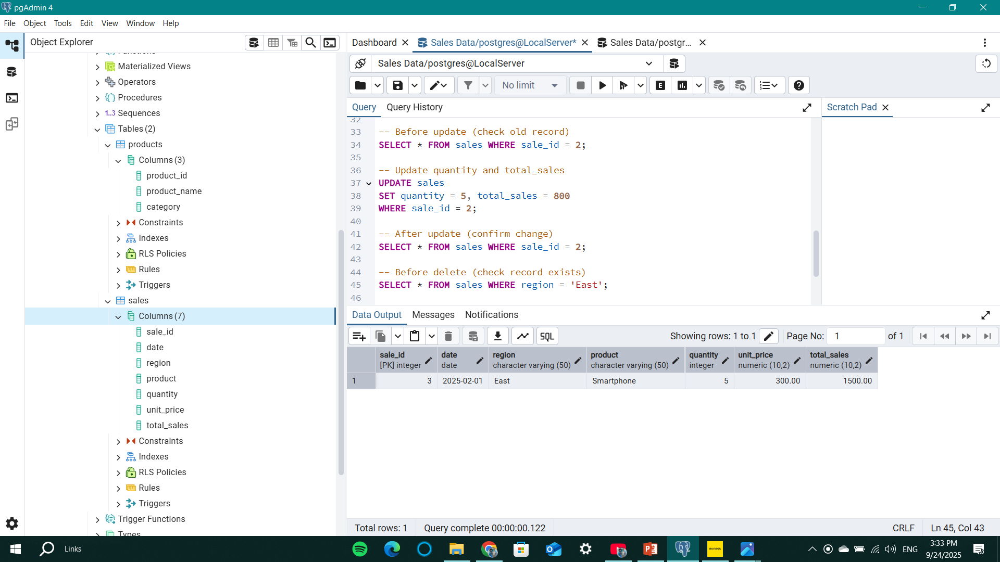 pgAdmin 4
File Object Tools Edit View Window Help
Object Explorer
Functions
Materialized Views
Operators
Procedures
1..3 Sequences
Tables (2)
products
Columns (3)
product_id
product_name
category
Constraints
Indexes
RLS Policies
Rules
Triggers
sales
Columns (7)
sale_id
date
region
product
quantity
unit_price
total_sales
Constraints
Indexes
RLS Policies
Rules
Triggers
Trigger Functions
Types
Dashboard Sales Data/postgres@LocalServer* Sales Data/postgr...
Sales Data/postgres@LocalServer
No limit E
Query Query History Scratch Pad
32
33 -- Before update (check old record)
34 SELECT * FROM sales WHERE sale_id = 2;
35
36 -- Update quantity and total_sales
37 UPDATE sales
38 SET quantity = 5, total_sales = 800
39 WHERE sale_id = 2;
40
41 -- After update (confirm change)
42 SELECT * FROM sales WHERE sale_id = 2;
43
44 -- Before delete (check record exists)
45 SELECT * FROM sales WHERE region = 'East';
46
Data Output Messages Notifications
SQL Showing rows: 1 to 1 Page No: 1 of 1
sale_id date region product quantity unit_price total_sales
[PK] integer date character varying (50) character varying (50) integer numeric (10,2) numeric (10,2)
1 3 2025-02-01 East Smartphone 5 300.00 1500.00
Total rows: 1 Query complete 00:00:00.122 CRLF Ln 45, Col 43
Links exness ENG 3:33 PM
9/24/2025